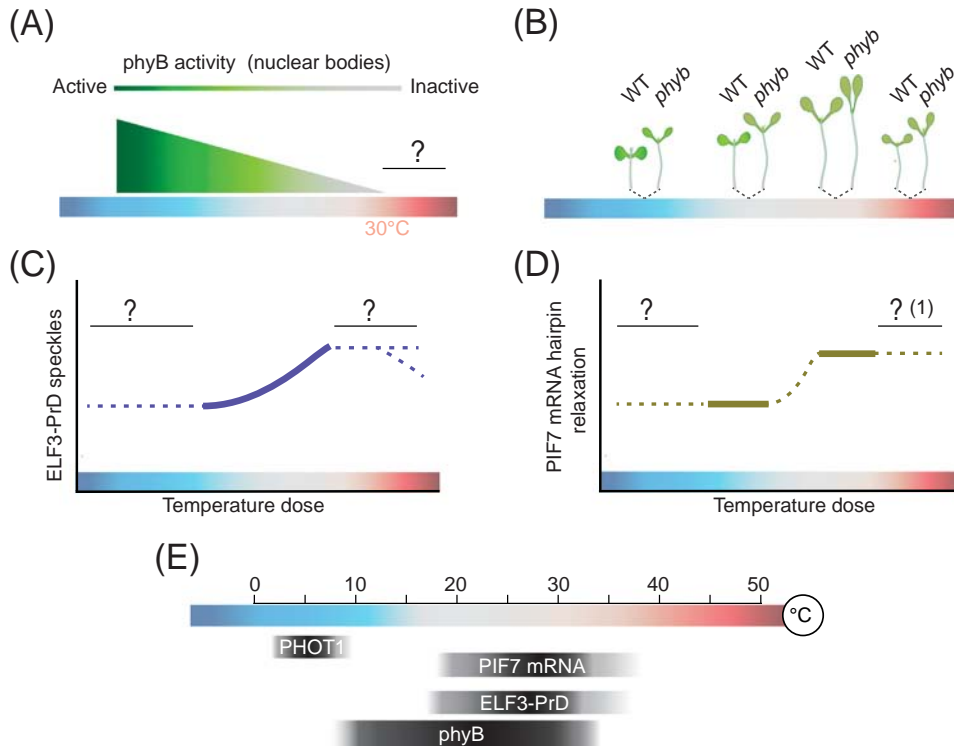 (A)
phyB activity (nuclear bodies)
Active
Inactive
?
30°C
(B)
WT phyb
WT phyb
WT phyb
WT phyb
(C)
ELF3-PrD speckles
?
?
Temperature dose
(D)
PIF7 mRNA hairpin
relaxation
?
? (1)
Temperature dose
(E)
0 10 20 30 40 50
°C
PHOT1
PIF7 mRNA
ELF3-PrD
phyB